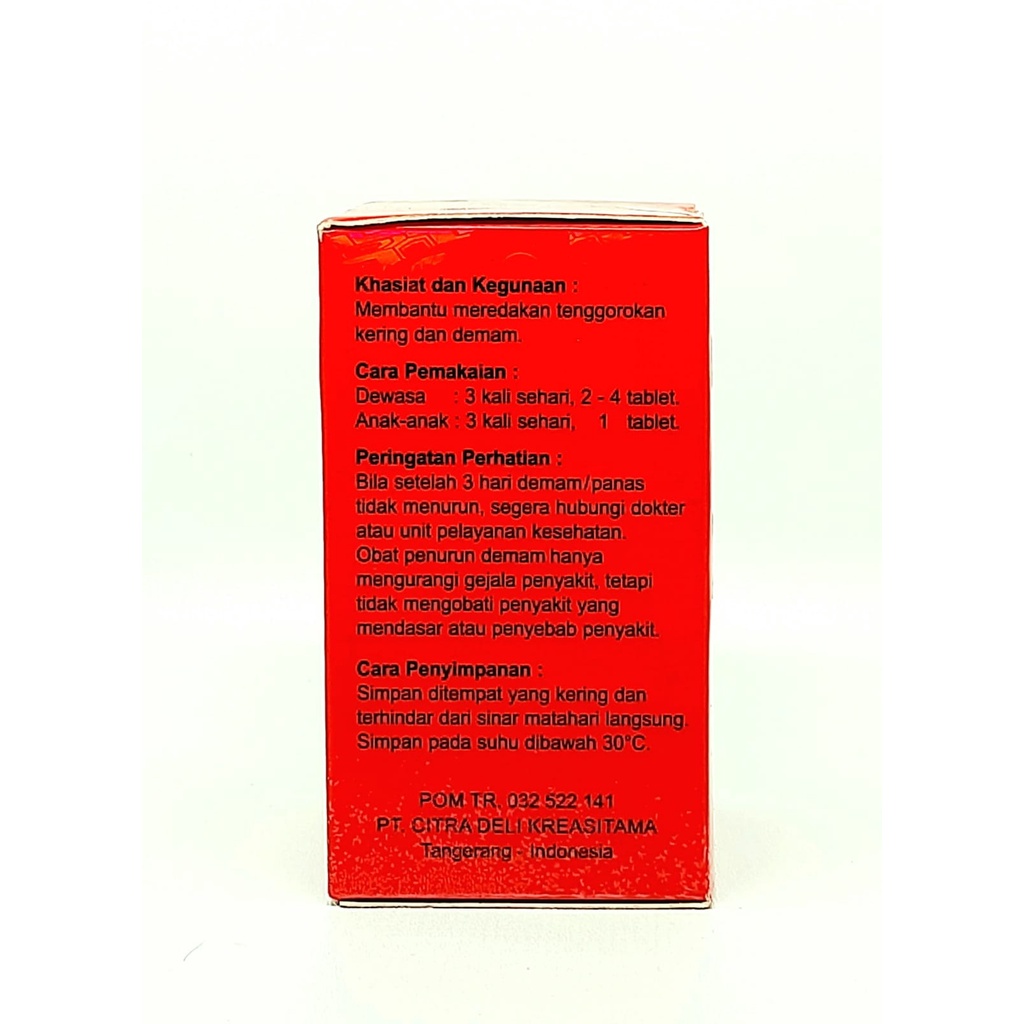 Khasiat dan Kegunaan :
Membantu meredakan tenggorokan
kering dan demam.
Cara Pemakaian :
Dewasa : 3 kali sehari, 2 - 4 tablet.
Anak-anak : 3 kali sehari, 1 tablet.
Peringatan Perhatian :
Bila setelah 3 hari demam/panas
tidak menurun, segera hubungi dokter
atau unit pelayanan kesehatan.
Obat penurun demam hanya
mengurangi gejala penyakit, tetapi
tidak mengobati penyakit yang
mendasar atau penyebab penyakit.
Cara Penyimpanan :
Simpan ditempat yang kering dan
terhindar dari sinar matahari langsung.
Simpan pada suhu dibawah 30°C.
POM TR. 032 522 141
PT. CITRA DELI KREASITAMA
Tangerang - Indonesia